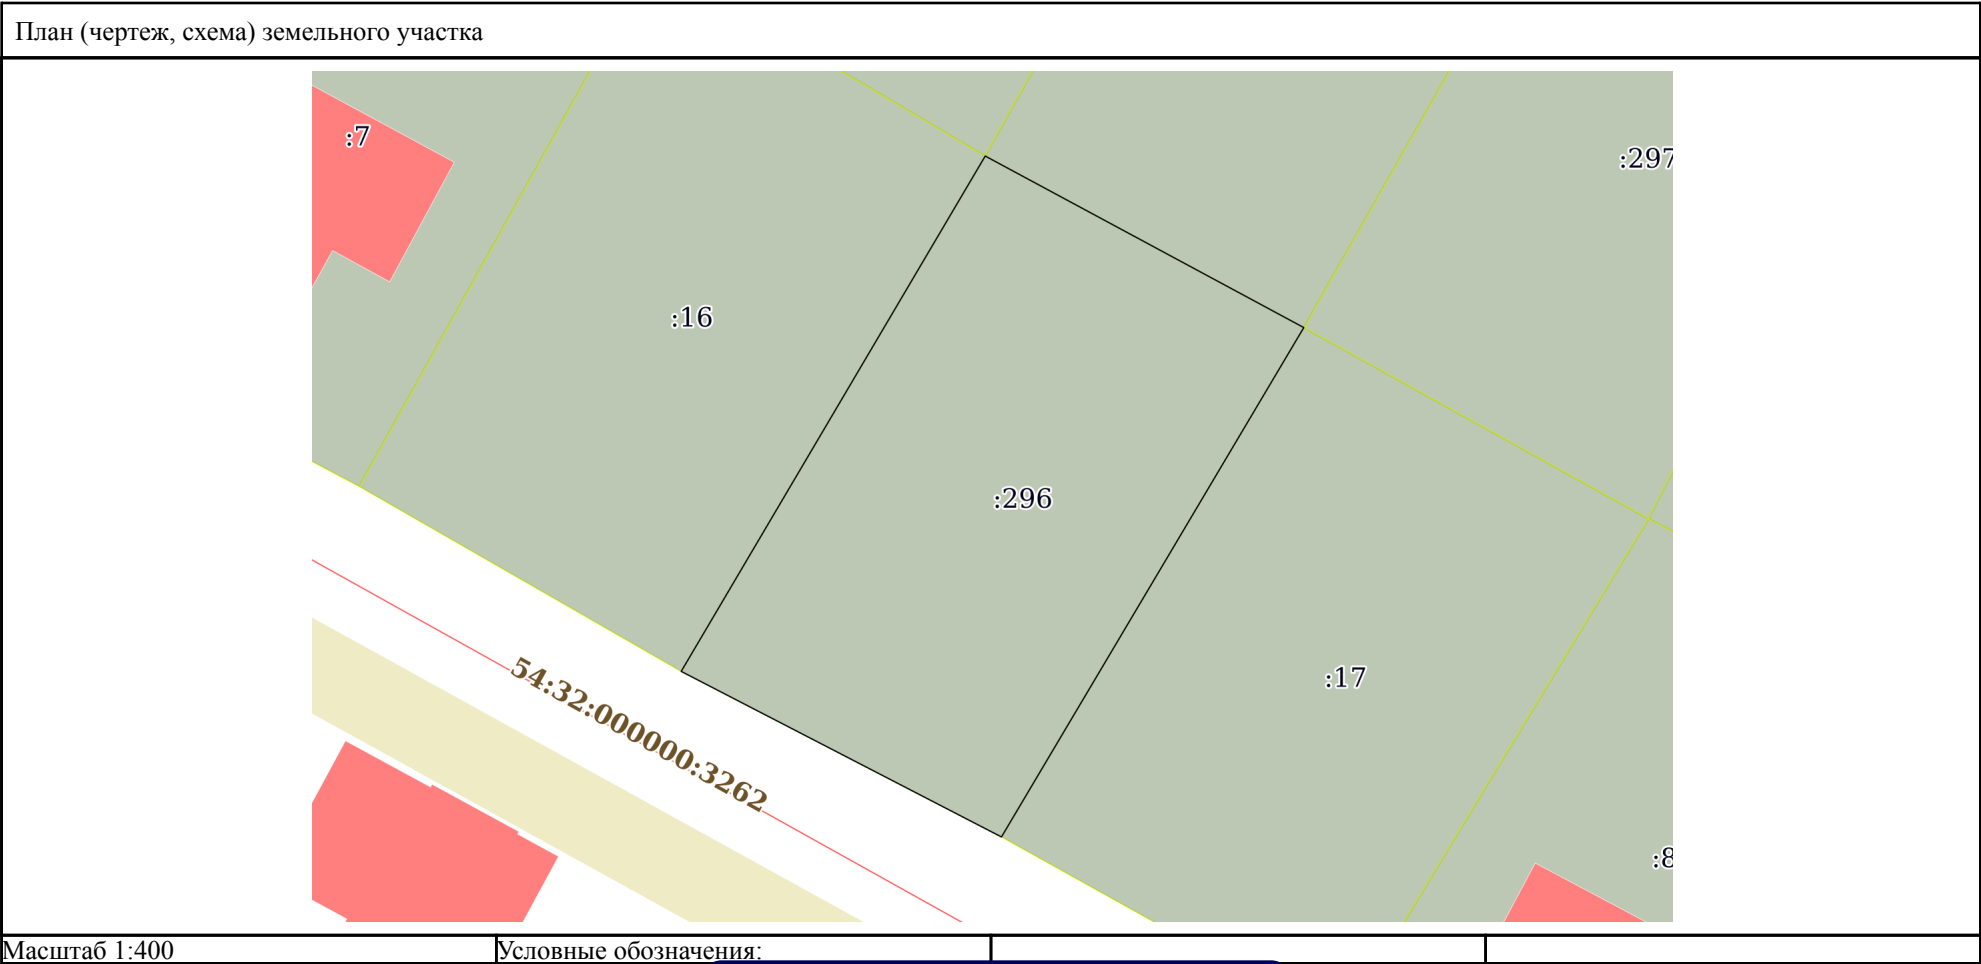 План (чертеж, схема) земельного участка
:7
:297
:16
:296
:17
54:32:000000:3262
:8
Масштаб 1:400
Условные обозначения: